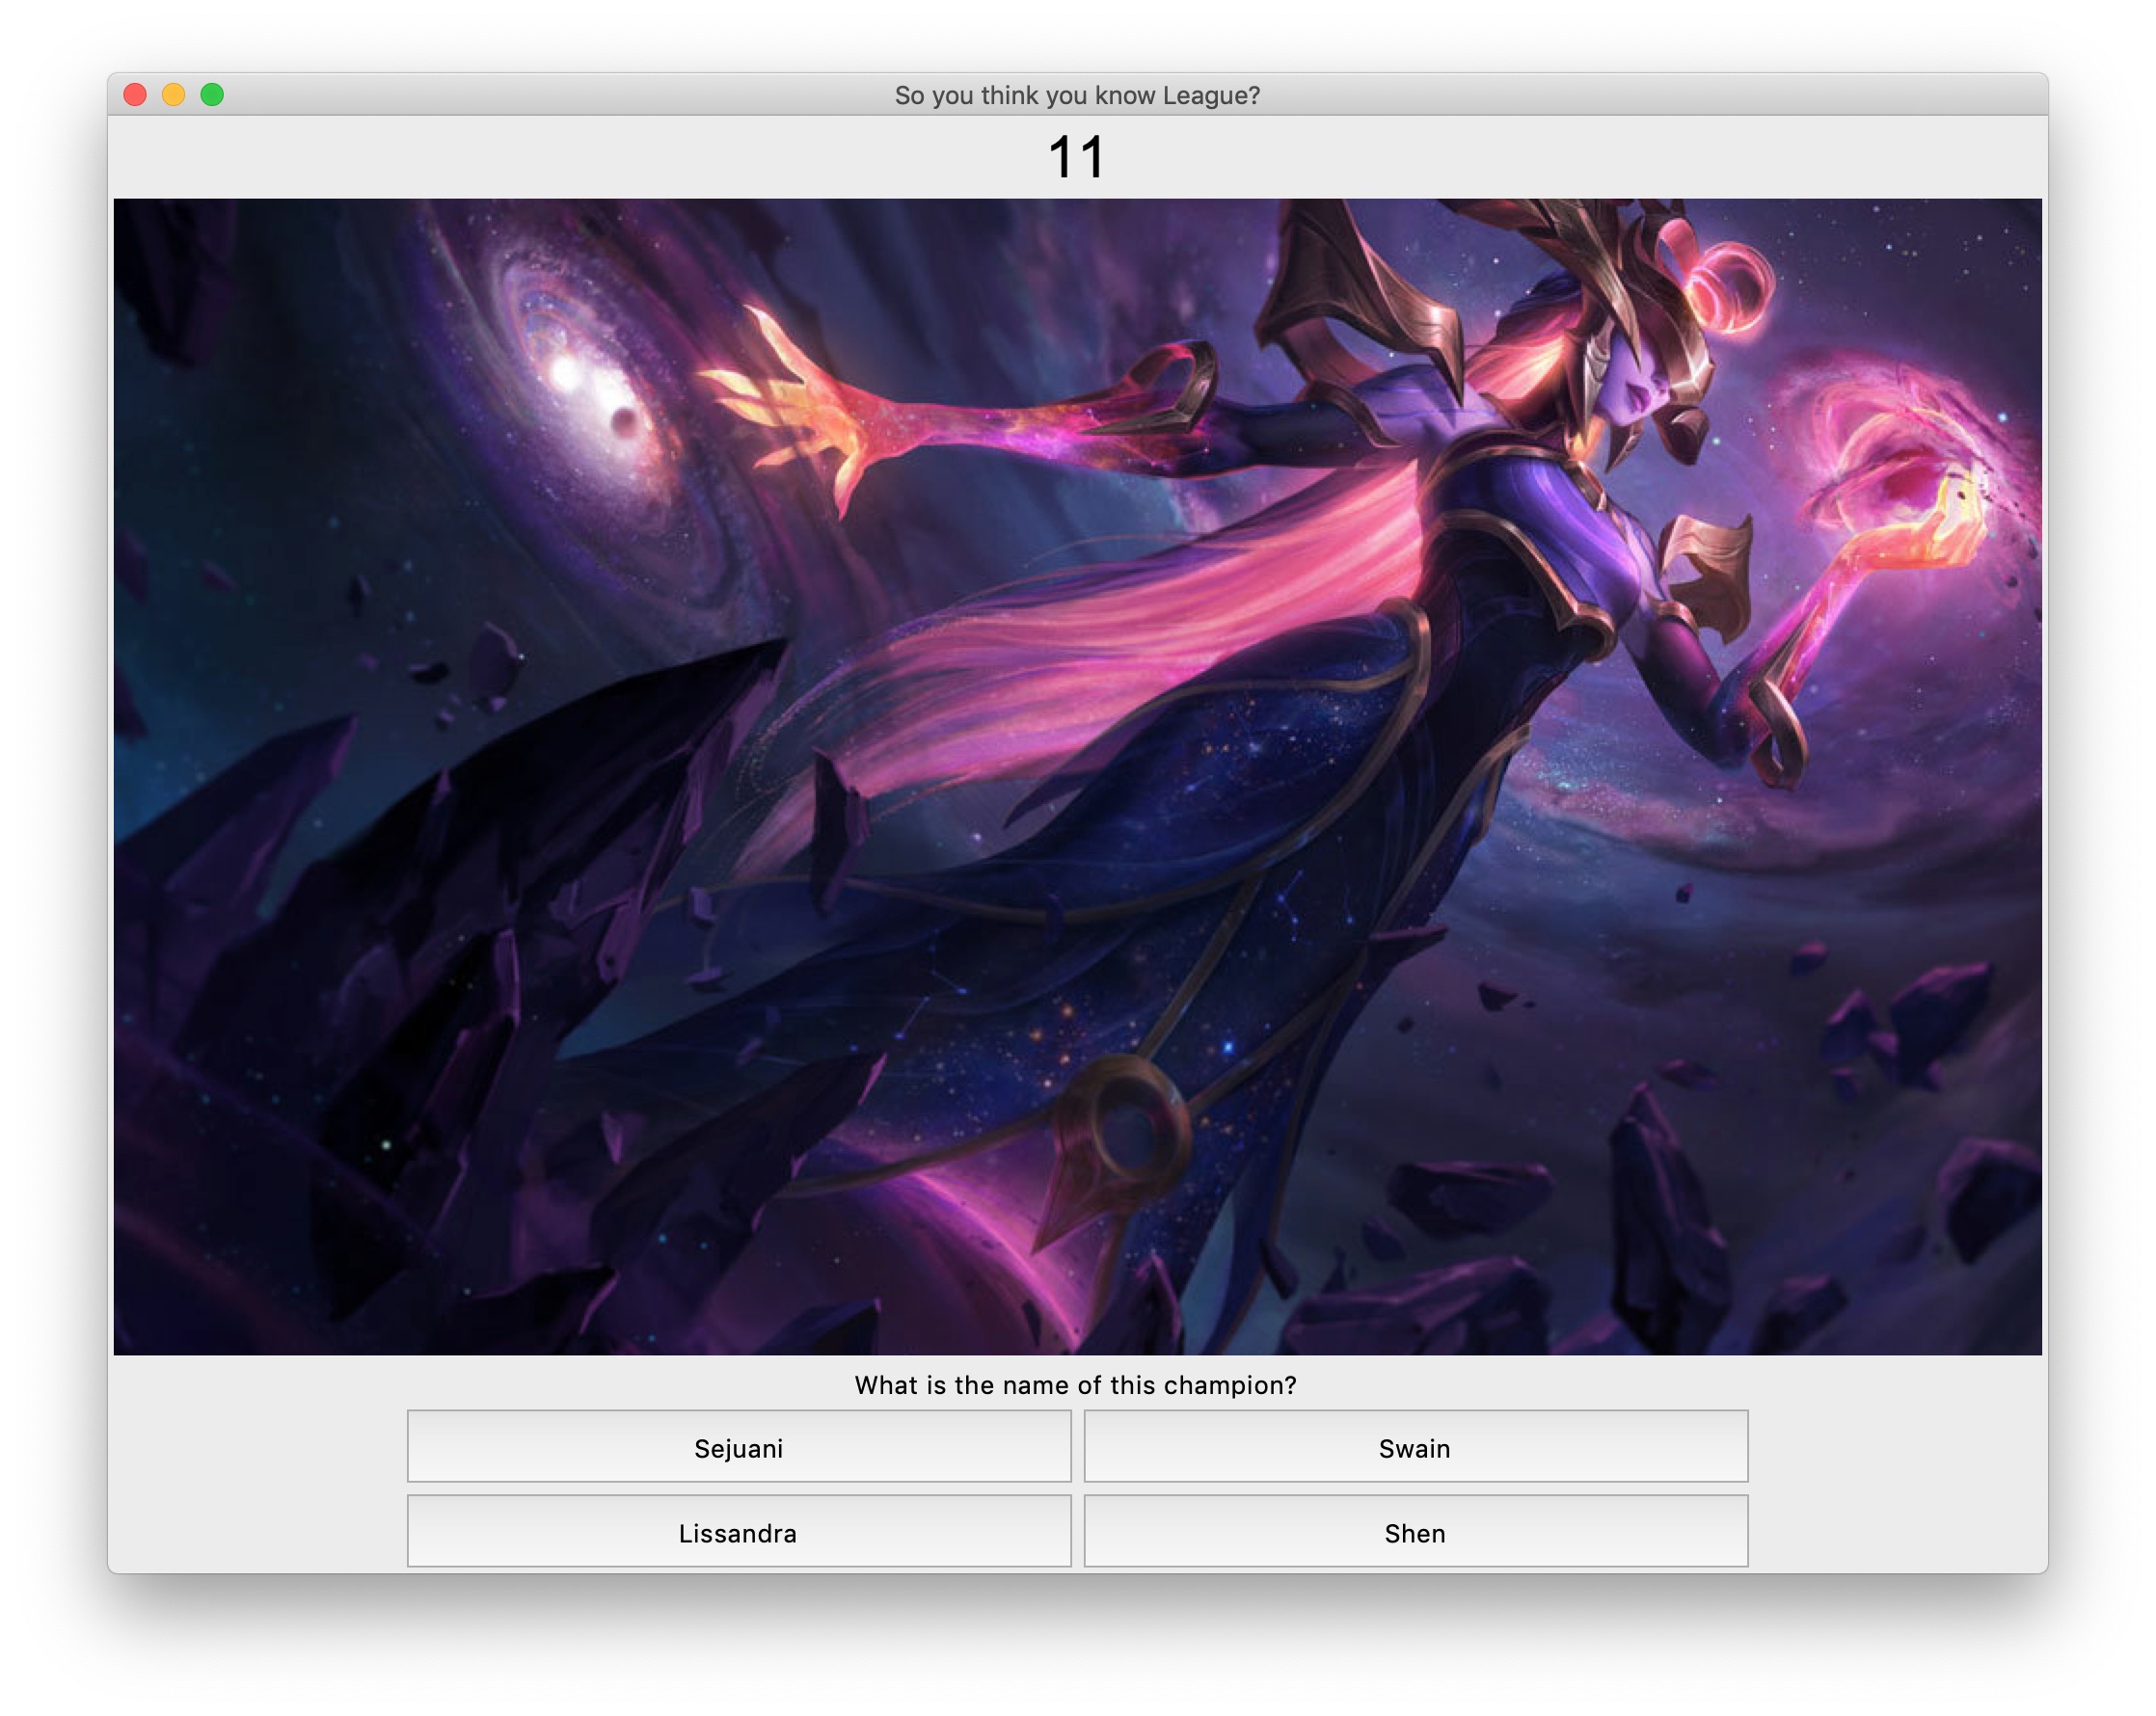 So you think you know League?
11
What is the name of this champion?
Sejuani
Swain
Lissandra
Shen